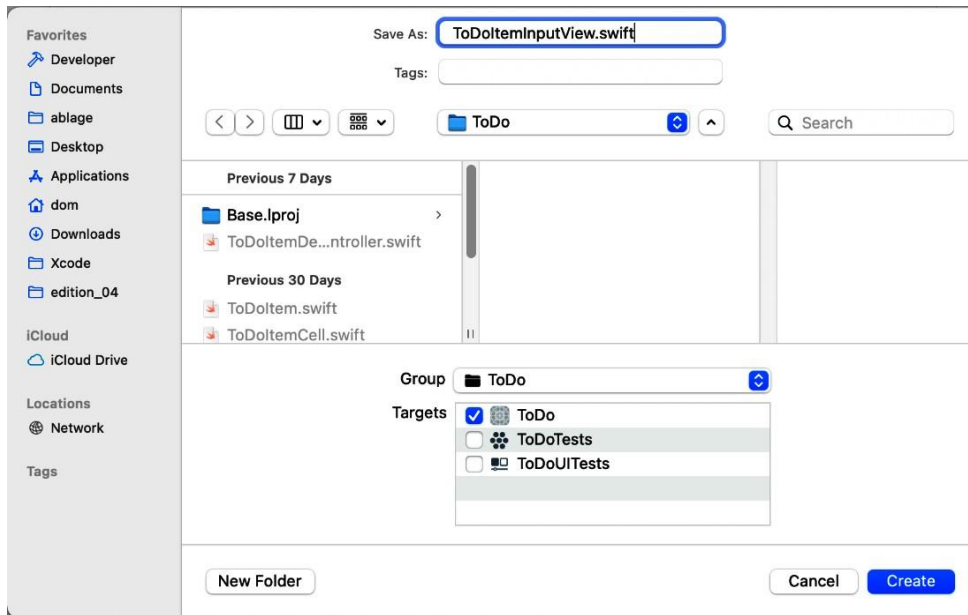 Favorites
Developer
Documents
ablage
Desktop
Applications
dom
Downloads
Xcode
edition_04
iCloud
iCloud Drive
Locations
Network
Tags
Save As: ToDoItemInputView.swift
Tags:
ToDo
Search
Previous 7 Days
Base.lproj
ToDoItemDe...ntroller.swift
Previous 30 Days
ToDoItem.swift
ToDoItemCell.swift
Group ToDo
Targets ToDo
ToDoTests
ToDoUITests
New Folder Cancel Create